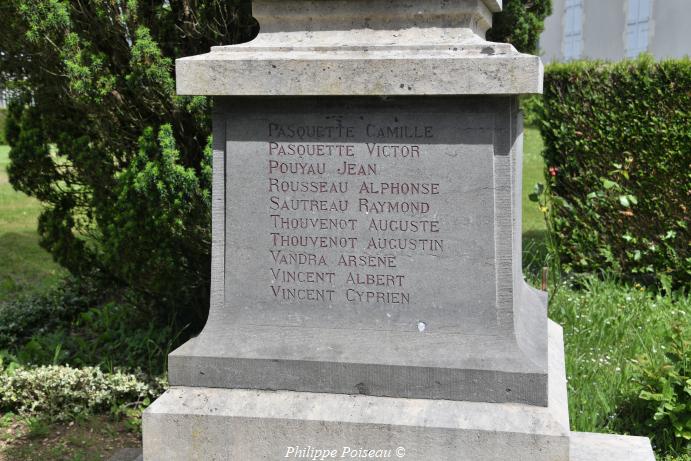 PASQUETTE CAMILLE
PASQUETTE VICTOR
POUYAU JEAN
ROUSSEAU ALPHONSE
SAUTREAU RAYMOND
THOUVENOT AUGUSTE
THOUVENOT AUGUSTIN
VANDRA ARSÈNE
VINCENT ALBERT
VINCENT CYPRIEN
Philippe Poiseau ©